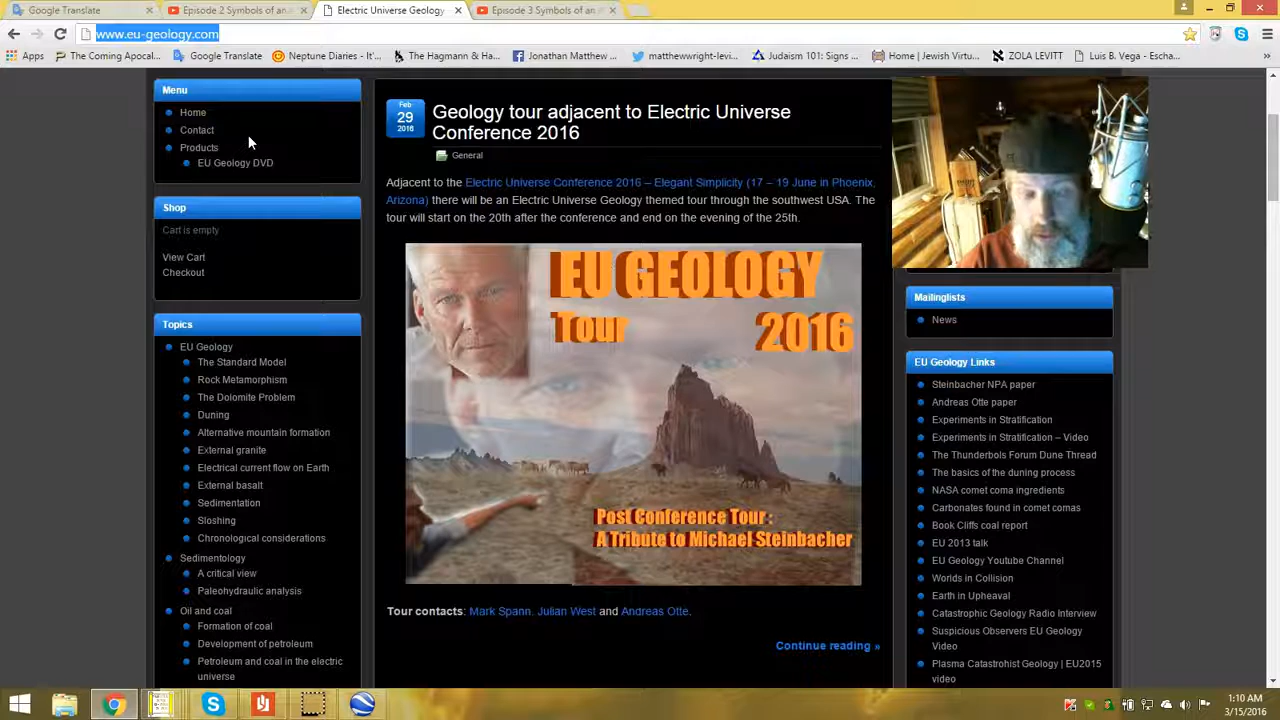 Google Translate
Episode 2 Symbols of an
Electric Universe Geology
Episode 3 Symbols of an
www.eu-geology.com
Apps
The Coming Apocal...
Google Translate
Neptune Diaries - It...
The Hagmann & Ha...
Jonathan Matthew ...
matthewwright-levi...
Judaism 101: Searc...
Home | Jewish Virtu...
ZOLA LEVITT
Luis B. Vega - Escha...
Menu
Home
Contact
Products
EU Geology DVD
Shop
Cart is empty
View Cart
Checkout
Topics
EU Geology
The Standard Model
Rock Metamorphism
The Dolomite Problem
Duning
Alternative mountain formation
External granite
Electrical current flow on Earth
External basalt
Sedimentation
Sloshing
Chronological considerations
Sedimentology
A critical view
Paleohydraulic analysis
Oil and coal
Formation of coal
Development of petroleum
Petroleum and coal in the electric
universe
Feb
29
2016
Geology tour adjacent to Electric Universe
Conference 2016
General
Adjacent to the Electric Universe Conference 2016 – Elegant Simplicity (17 – 19 June in Phoenix,
Arizona) there will be an Electric Universe Geology themed tour through the southwest USA. The
tour will start on the 20th after the conference and end on the evening of the 25th.
EU GEOLOGY
Tour 2016
Post Conference Tour :
A Tribute to Michael Steinbacher
Tour contacts: Mark Spann, Julian West and Andreas Otte.
Continue reading »
Mailinglists
News
EU Geology Links
Steinbacher NPA paper
Andreas Otte paper
Experiments in Stratification
Experiments in Stratification – Video
The Thunderbolts Forum Dune Thread
The basics of the duning process
NASA comet coma ingredients
Carbonates found in comet comas
Book Cliffs coal report
EU 2013 talk
EU Geology Youtube Channel
Worlds in Collision
Earth in Upheaval
Catastrophic Geology Radio Interview
Suspicious Observers EU Geology
Video
Plasma Catastrophist Geology | EU2015
video
1:10 AM
3/15/2016